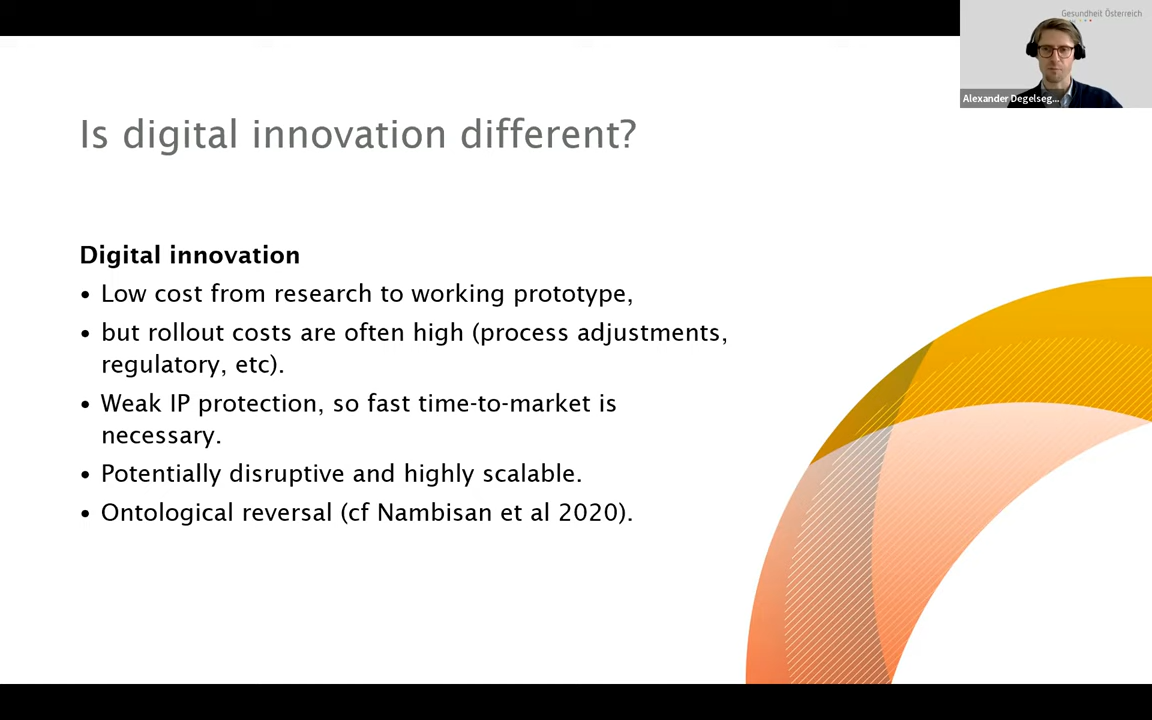 Gesundheit Österreich
Alexander Degelseg...
Is digital innovation different?
Digital innovation
• Low cost from research to working prototype,
• but rollout costs are often high (process adjustments,
regulatory, etc).
• Weak IP protection, so fast time-to-market is
necessary.
• Potentially disruptive and highly scalable.
• Ontological reversal (cf Nambisan et al 2020).